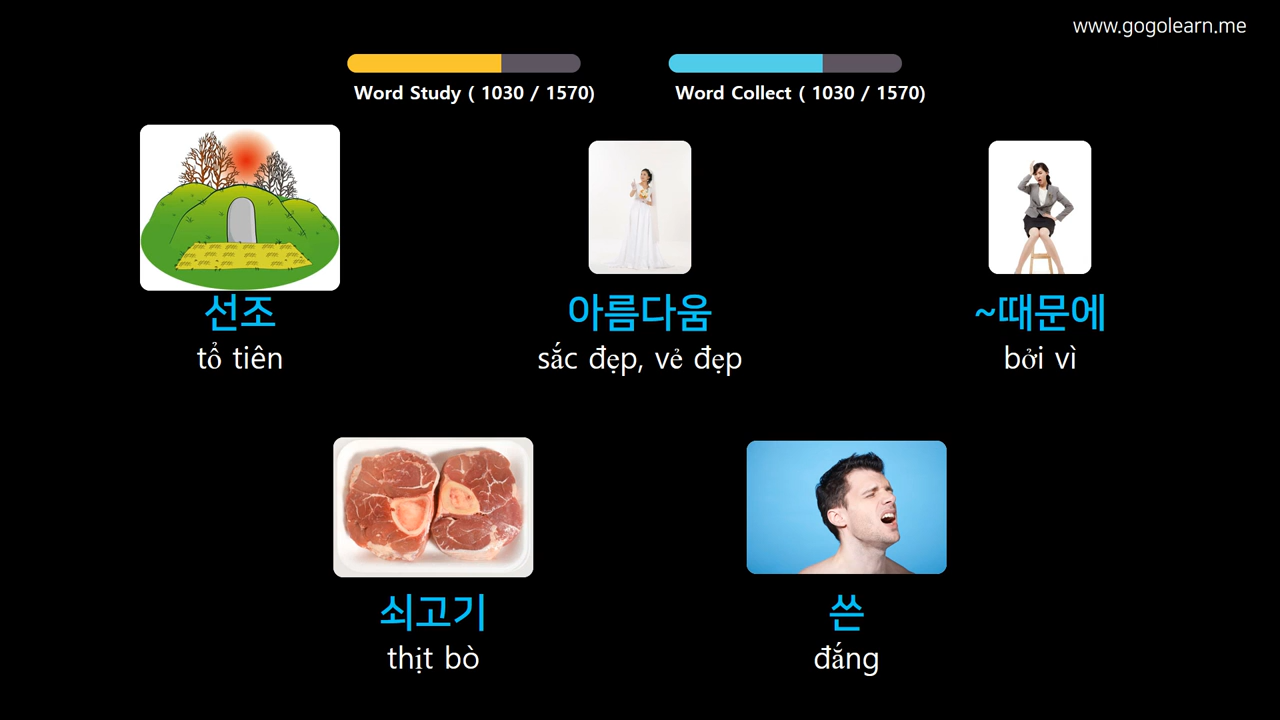 www.gogolearn.me
Word Study ( 1030 / 1570)
Word Collect ( 1030 / 1570)
선조
tổ tiên
아름다움
sắc đẹp, vẻ đẹp
~때문에
bởi vì
쇠고기
thịt bò
쓴
đắng